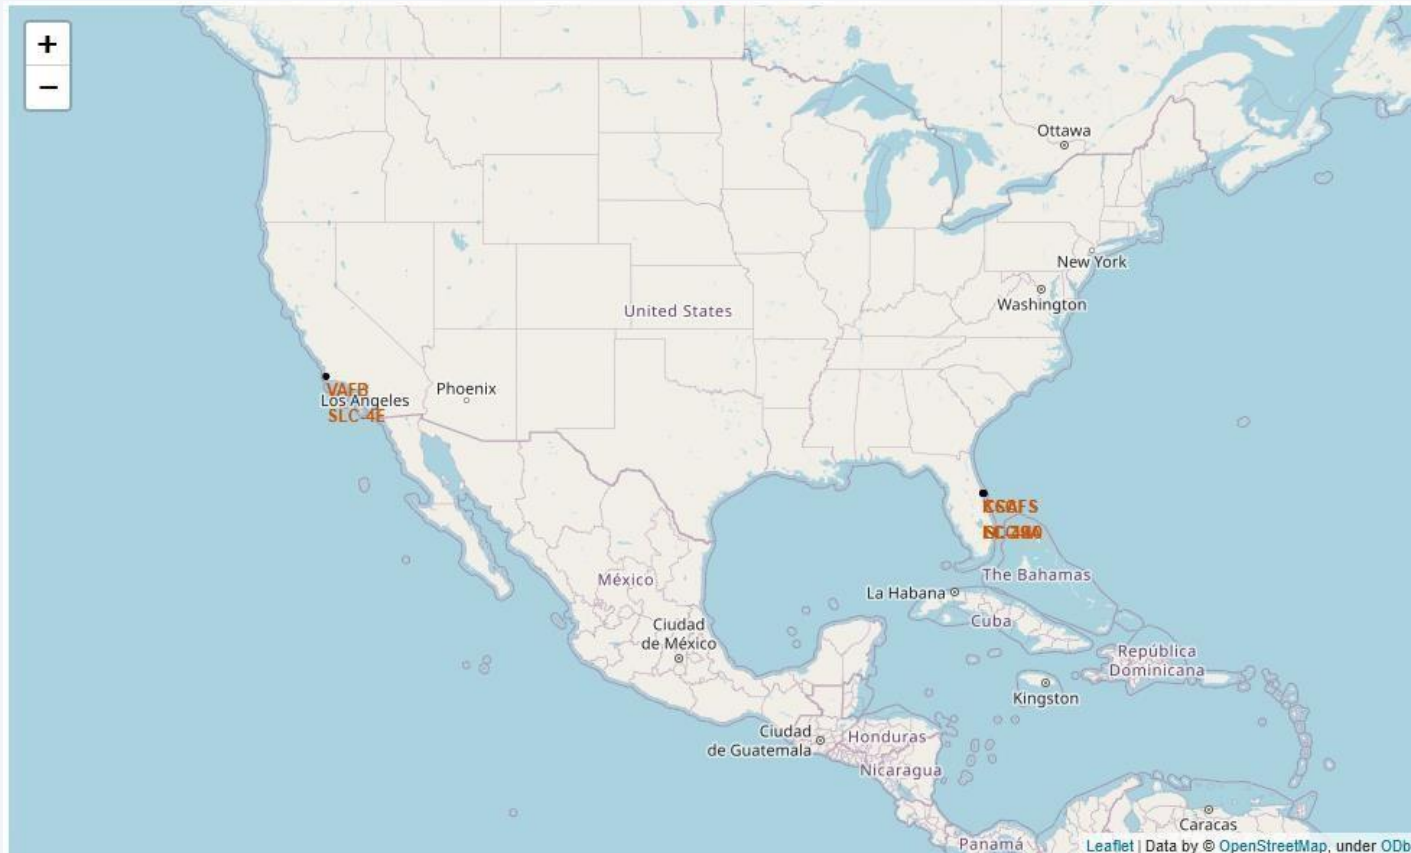 +
−
Ottawa
New York
Washington
United States
VAFB
Los Angeles
SLC-4E
Phoenix
The Bahamas
La Habana
Cuba
México
Ciudad
de México
República
Dominicana
Kingston
Ciudad
de Guatemala
Honduras
Nicaragua
Caracas
Panamá
Leaflet | Data by © OpenStreetMap, under ODb